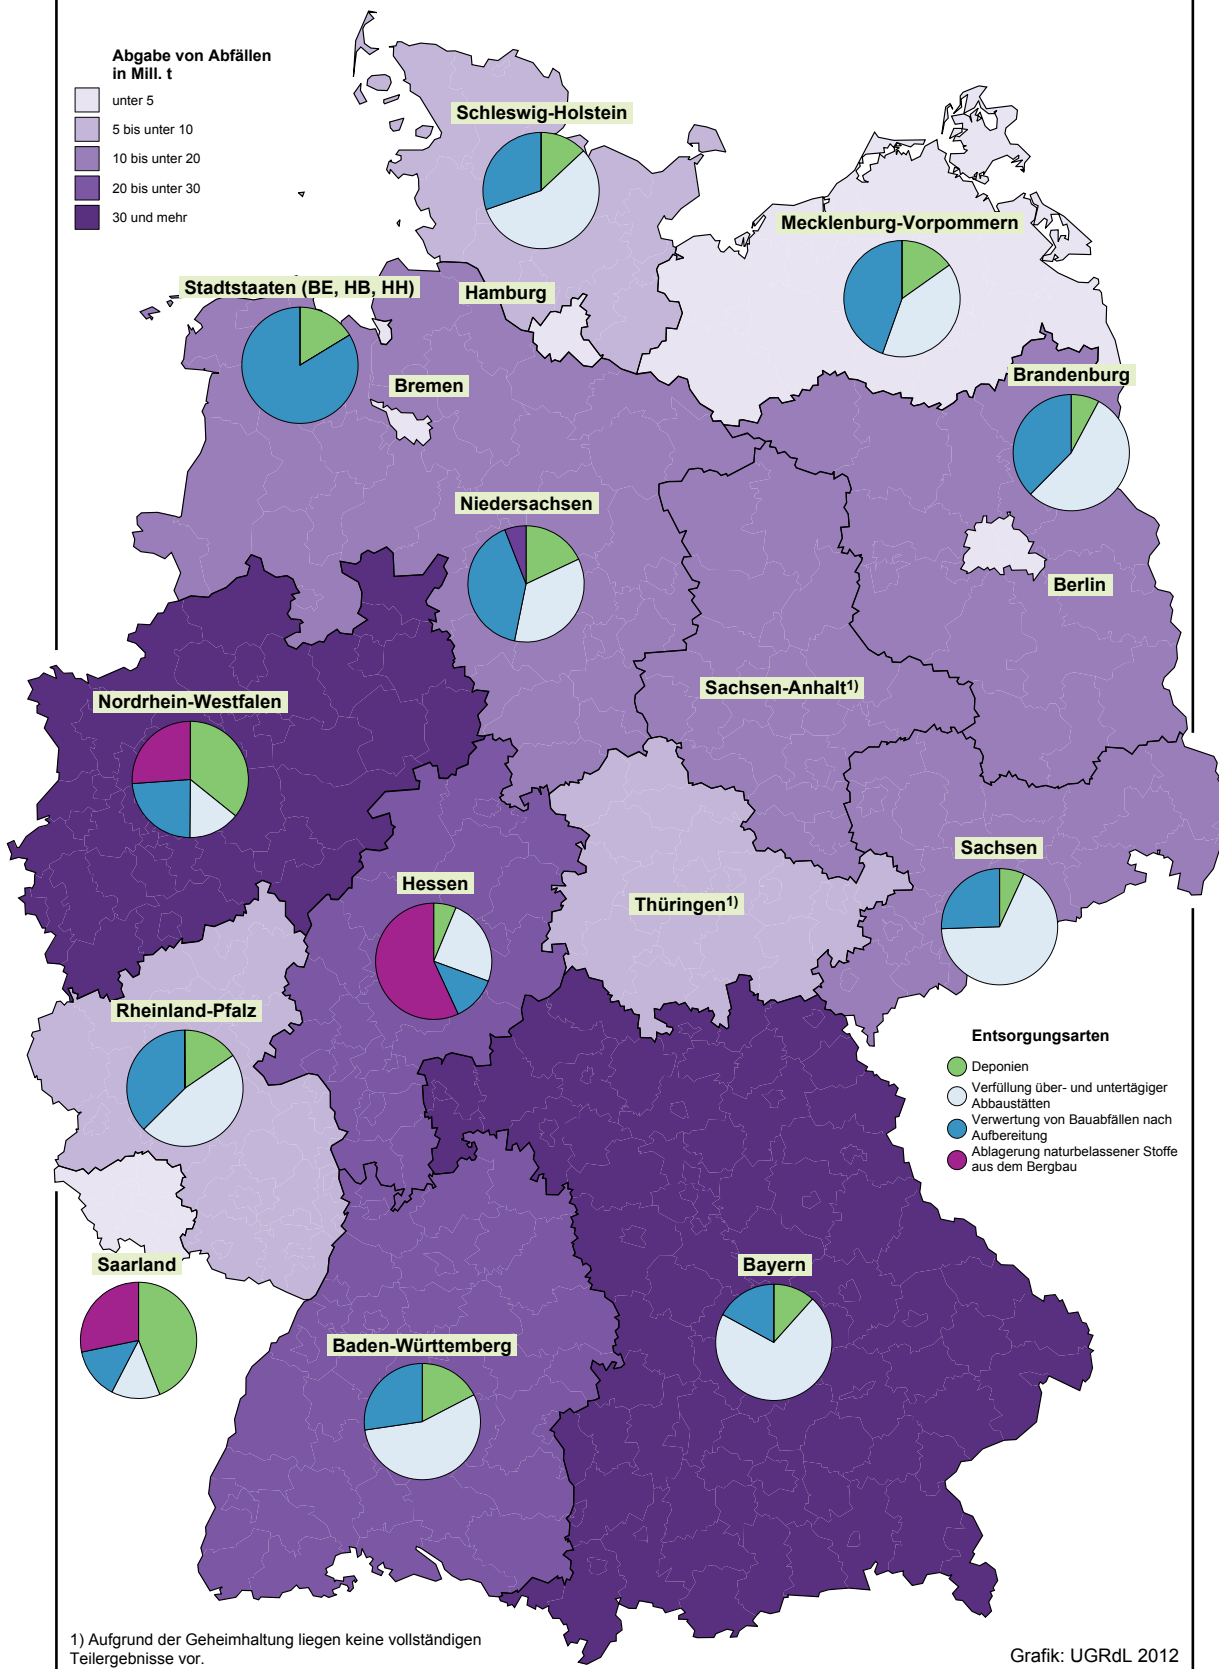 Abgabe von Abfällen
in Mill. t
unter 5
5 bis unter 10
10 bis unter 20
20 bis unter 30
30 und mehr
Schleswig-Holstein
Mecklenburg-Vorpommern
Stadtstaaten (BE, HB, HH)
Hamburg
Brandenburg
Bremen
Niedersachsen
Berlin
Sachsen-Anhalt1)
Nordrhein-Westfalen
Sachsen
Hessen
Thüringen1)
Rheinland-Pfalz
Entsorgungsarten
Deponien
Verfüllung über- und untertägiger
Abbaustätten
Verwertung von Bauabfällen nach
Aufbereitung
Ablagerung naturbelassener Stoffe
aus dem Bergbau
Saarland
Bayern
Baden-Württemberg
1) Aufgrund der Geheimhaltung liegen keine vollständigen
Teilergebnisse vor.
Grafik: UGRdL 2012